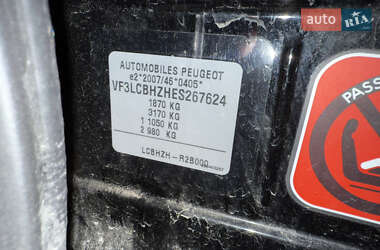 auto RIA.com
AUTOMOBILES PEUGEOT
e2*2007/46*0405*
VF3LCBHZHES267624
1870 KG
3170 KG
1 1050 KG
2 980 KG
LCBHZH-R2B000
PASS